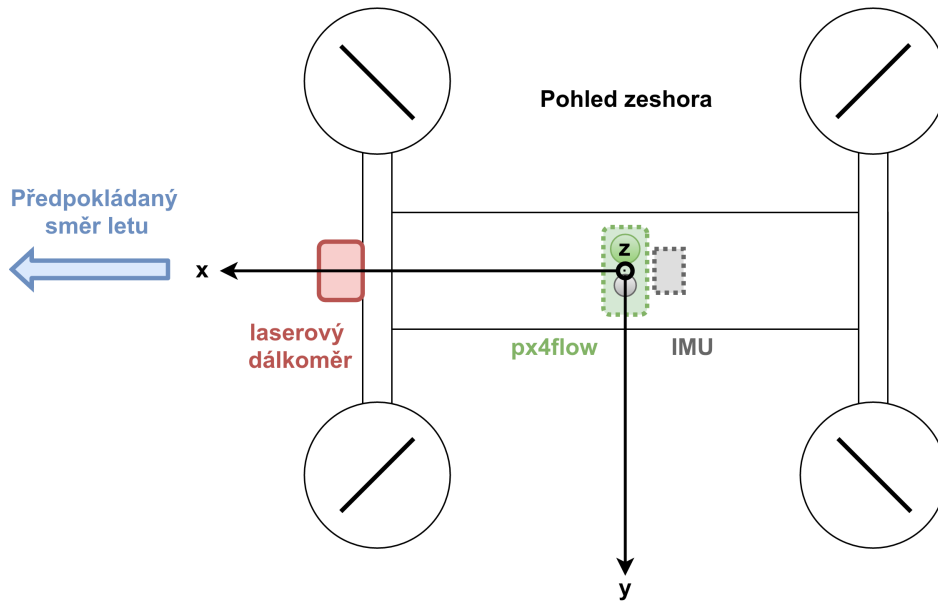 Pohled zeshora
Předpokládaný
směr letu
z
x
laserový
dálkoměr
px4flow
IMU
y